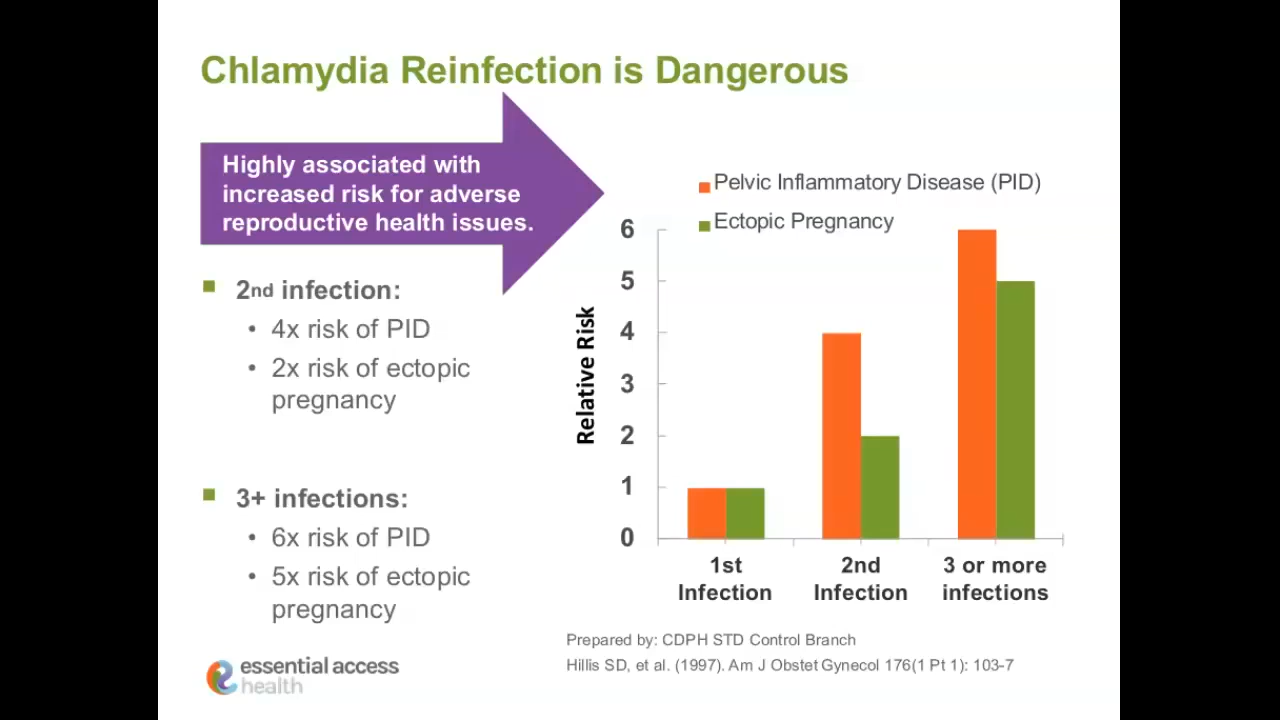 Chlamydia Reinfection is Dangerous
Highly associated with
increased risk for adverse
reproductive health issues.
2nd infection:
• 4x risk of PID
• 2x risk of ectopic
pregnancy
3+ infections:
• 6x risk of PID
• 5x risk of ectopic
pregnancy
Pelvic Inflammatory Disease (PID)
Ectopic Pregnancy
Relative Risk
6
5
4
3
2
1
0
1st
Infection
2nd
Infection
3 or more
infections
Prepared by: CDPH STD Control Branch
Hillis SD, et al. (1997). Am J Obstet Gynecol 176(1 Pt 1): 103-7
essential access
health